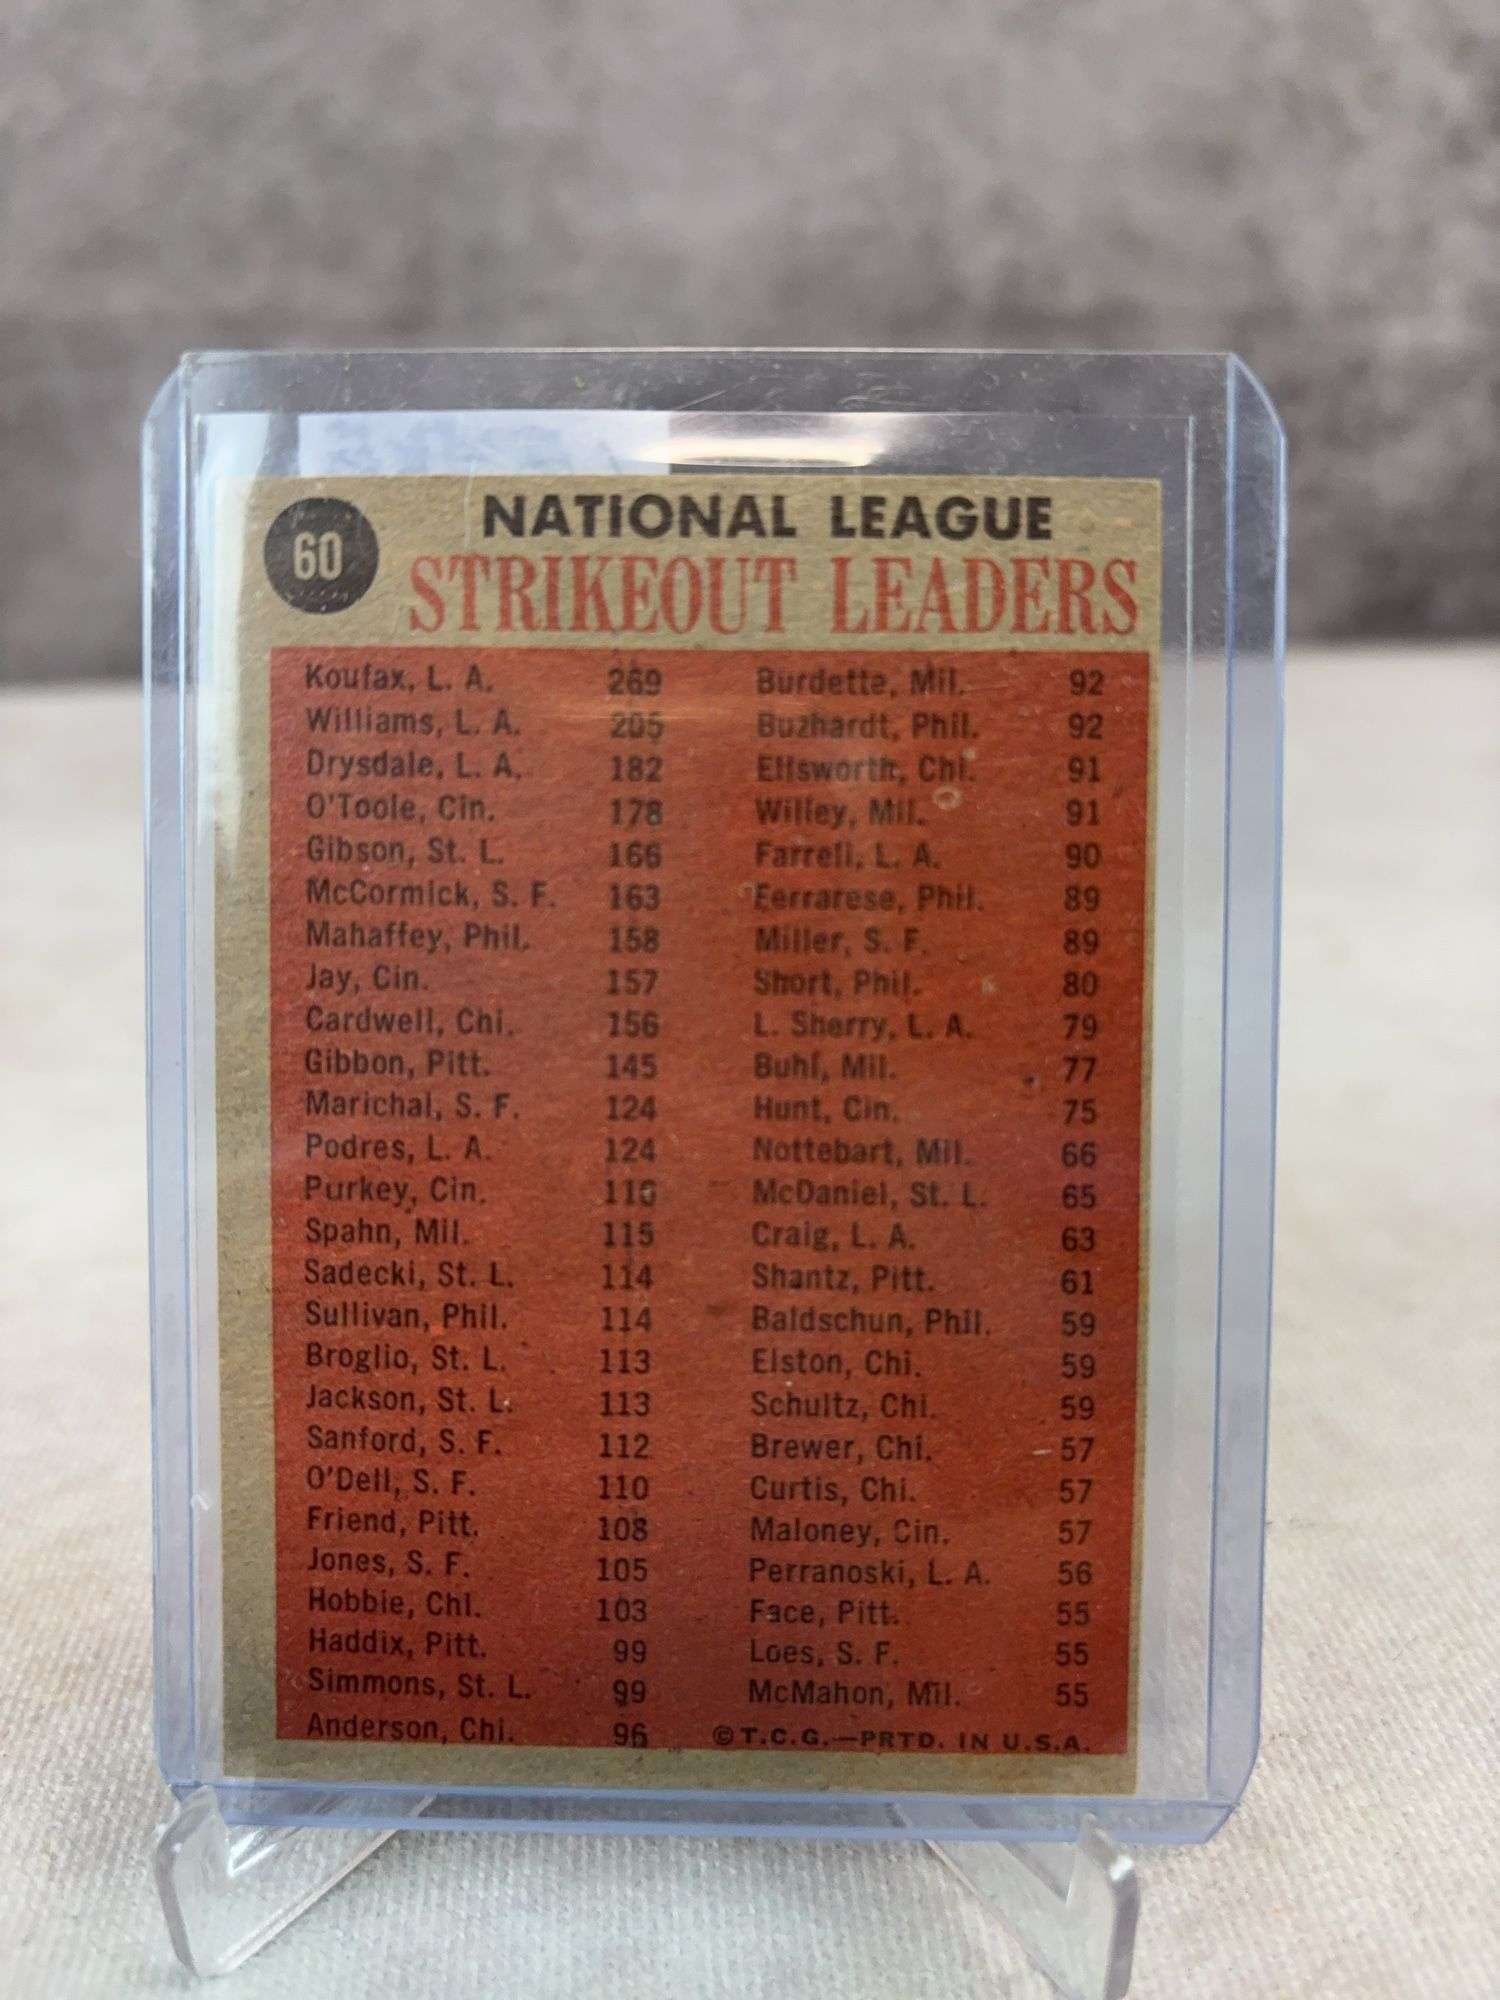 60
NATIONAL LEAGUE
STRIKEOUT LEADERS
Koufax, L. A. 269
Williams, L. A. 205
Drysdale, L. A. 182
O'Toole, Cin. 178
Gibson, St. L. 166
McCormick, S. F. 163
Mahaffey, Phil. 158
Jay, Cin. 157
Cardwell, Chi. 156
Gibbon, Pitt. 145
Marichal, S. F. 124
Podres, L. A. 124
Purkey, Cin. 116
Spahn, Mil. 115
Sadecki, St. L. 114
Sullivan, Phil. 114
Broglio, St. L. 113
Jackson, St. L. 113
Sanford, S. F. 112
O'Dell, S. F. 110
Friend, Pitt. 108
Jones, S. F. 105
Hobbie, Chi. 103
Haddix, Pitt. 99
Simmons, St. L. 99
Anderson, Chi. 96
Burdette, Mil. 92
Buzhardt, Phil. 92
Ellsworth, Chi. 91
Willey, Mil. 91
Farrell, L. A. 90
Ferrarese, Phil. 89
Miller, S. F. 89
Short, Phil. 80
L. Sherry, L. A. 79
Buhl, Mil. 77
Hunt, Cin. 75
Nottebart, Mil. 66
McDaniel, St. L. 65
Craig, L. A. 63
Shantz, Pitt. 61
Baldschun, Phil. 59
Elston, Chi. 59
Schultz, Chi. 59
Brewer, Chi. 57
Curtis, Chi. 57
Maloney, Cin. 57
Perranoski, L. A. 56
Face, Pitt. 55
Loes, S. F. 55
McMahon, Mil. 55
© T.C.G.—PRTD. IN U.S.A.